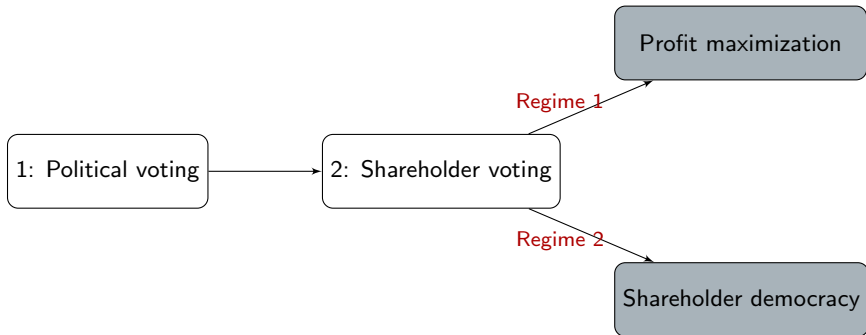 Profit maximization
Regime 1
1: Political voting
2: Shareholder voting
Regime 2
Shareholder democracy